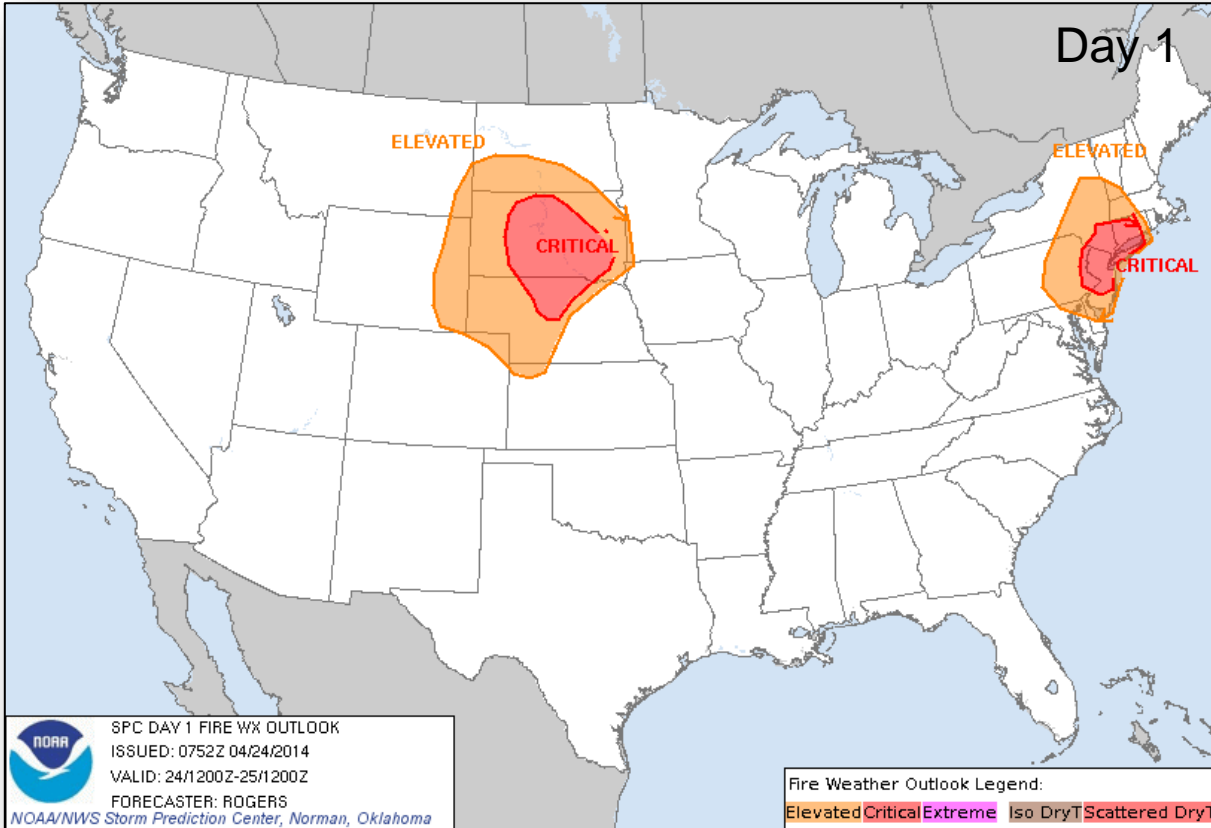 Day 1
ELEVATED
ELEVATED
CRITICAL
CRITICAL
NOAA
SPC DAY 1 FIRE WX OUTLOOK
ISSUED: 0752Z 04/24/2014
VALID: 24/1200Z-25/1200Z
FORECASTER: ROGERS
NOAA/NWS Storm Prediction Center, Norman, Oklahoma
Fire Weather Outlook Legend:
Elevated Critical Extreme Iso DryT Scattered DryT